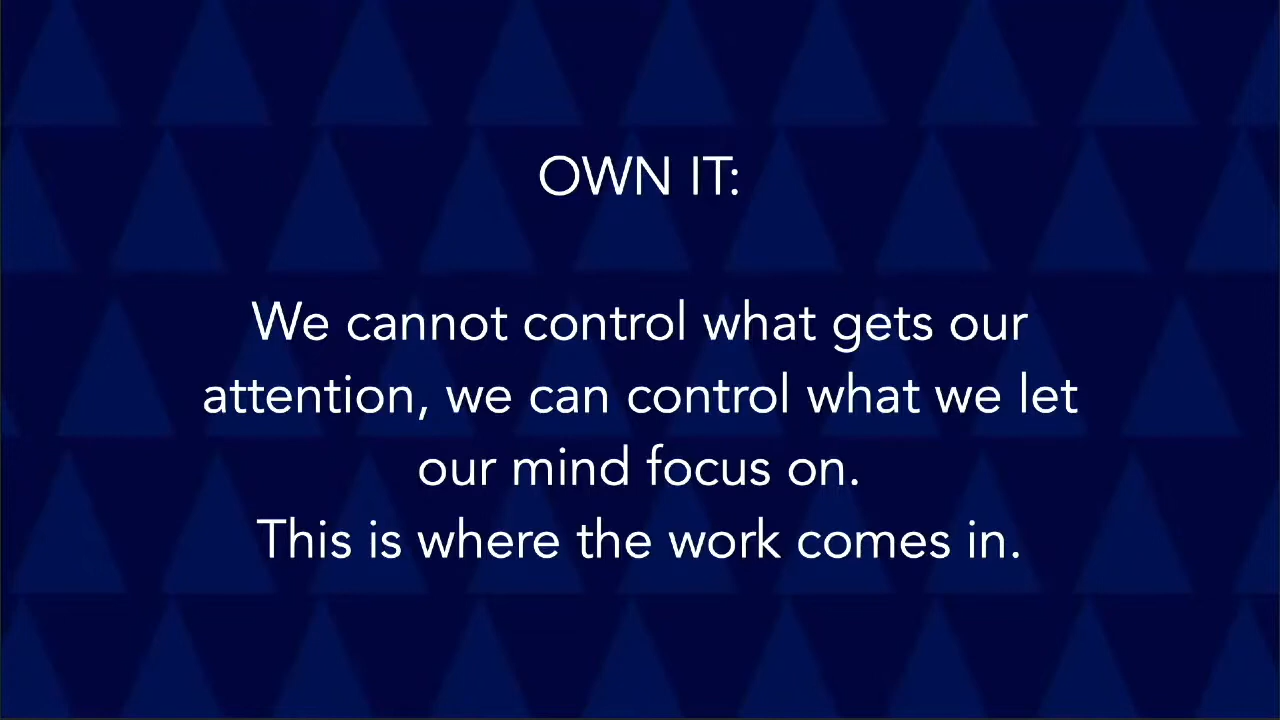 OWN IT:
We cannot control what gets our
attention, we can control what we let
our mind focus on.
This is where the work comes in.